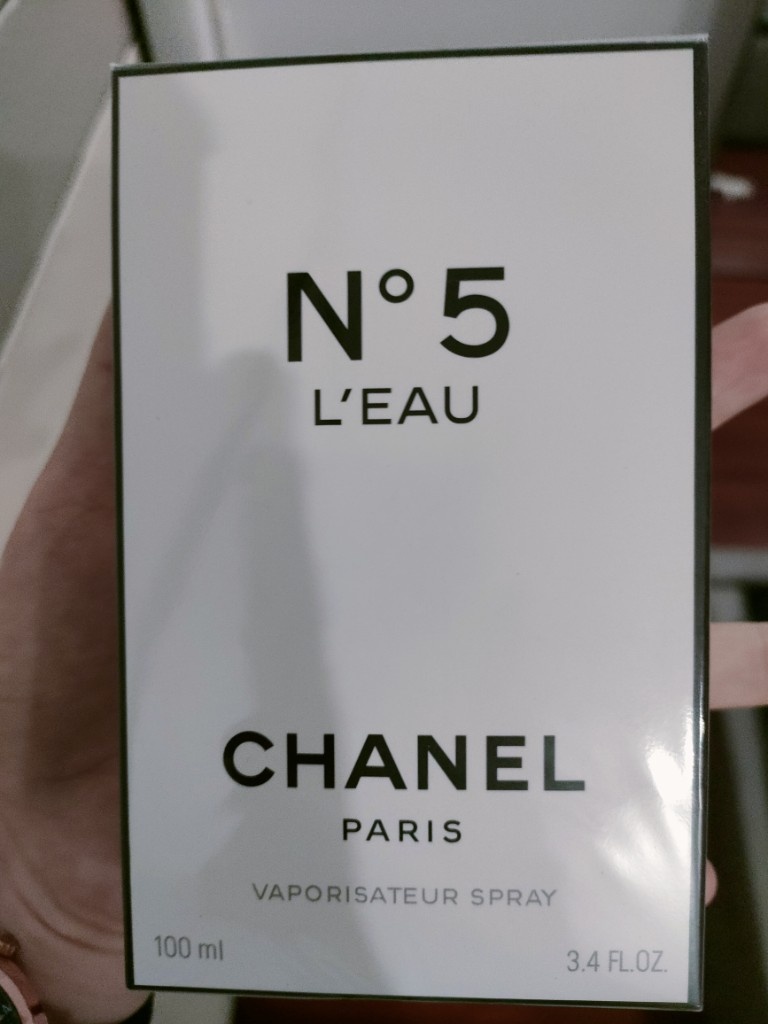 N°5
L'EAU
CHANEL
PARIS
VAPORISATEUR SPRAY
100 ml
3.4 FL.OZ.